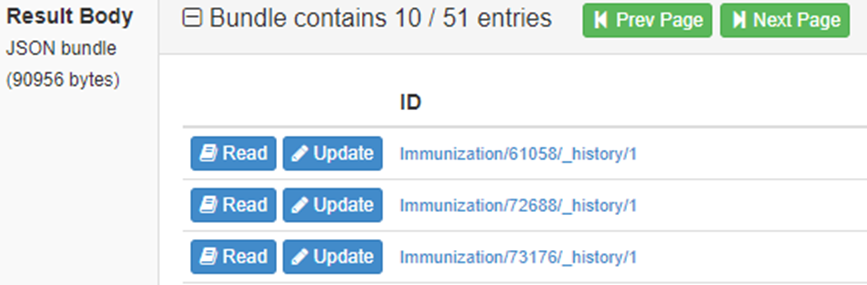 Result Body
JSON bundle
(90956 bytes)
Bundle contains 10 / 51 entries
Prev Page
Next Page
ID
Read Update Immunization/61058/_history/1
Read Update Immunization/72688/_history/1
Read Update Immunization/73176/_history/1